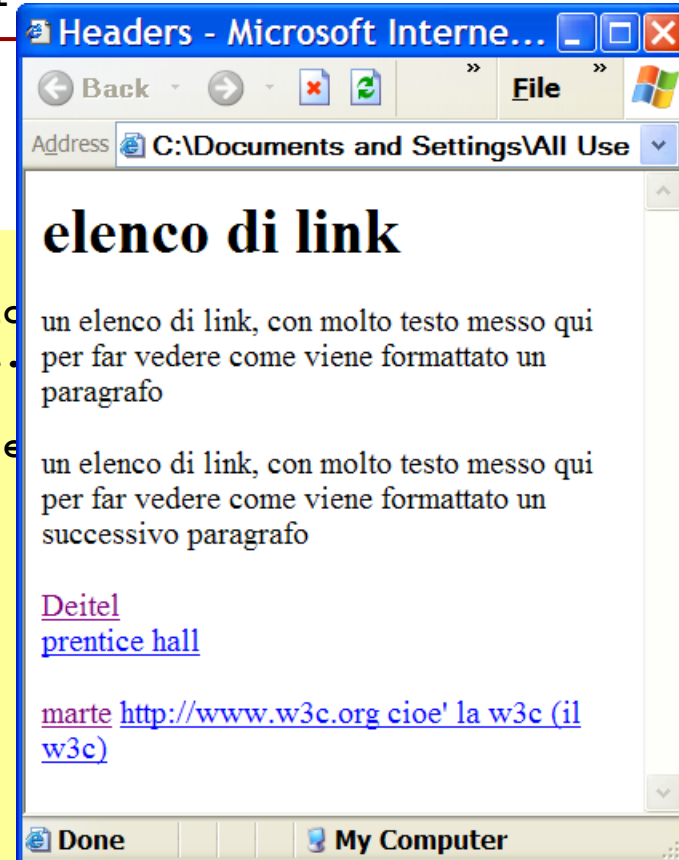 Headers - Microsoft Interne...
Back » File »
Address C:\Documents and Settings\All Use
elenco di link
un elenco di link, con molto testo messo qui
per far vedere come viene formattato un
paragrafo
un elenco di link, con molto testo messo qui
per far vedere come viene formattato un
successivo paragrafo
Deitel
prentice hall
marte http://www.w3c.org cioe' la w3c (il
w3c)
Done My Computer